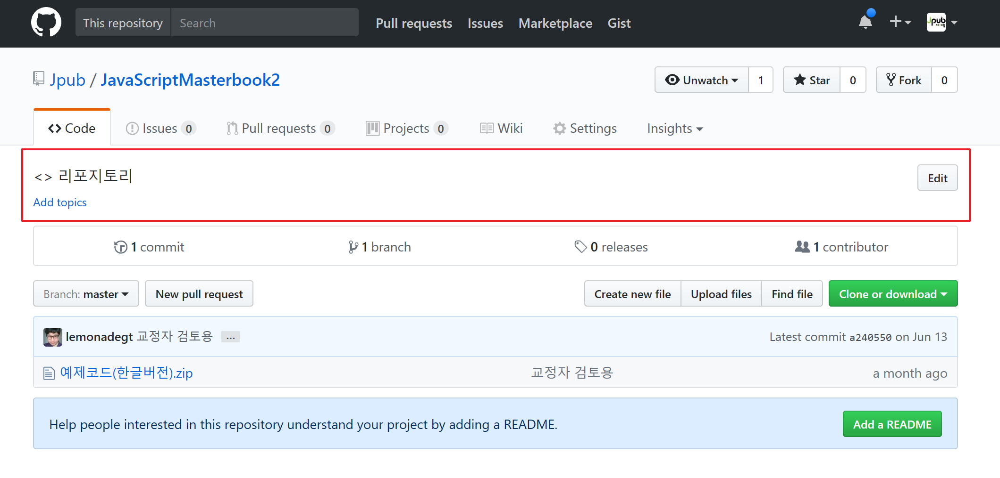 This repository Search Pull requests Issues Marketplace Gist Jpub
Jpub / JavaScriptMasterbook2 Unwatch 1 Star 0 Fork 0
<> Code Issues 0 Pull requests 0 Projects 0 Wiki Settings Insights
<> 리포지토리 Edit
Add topics
1 commit 1 branch 0 releases 1 contributor
Branch: master New pull request Create new file Upload files Find file Clone or download
lemonadegt 교정자 검토용 … Latest commit a240550 on Jun 13
예제코드(한글버전).zip 교정자 검토용 a month ago
Help people interested in this repository understand your project by adding a README. Add a README